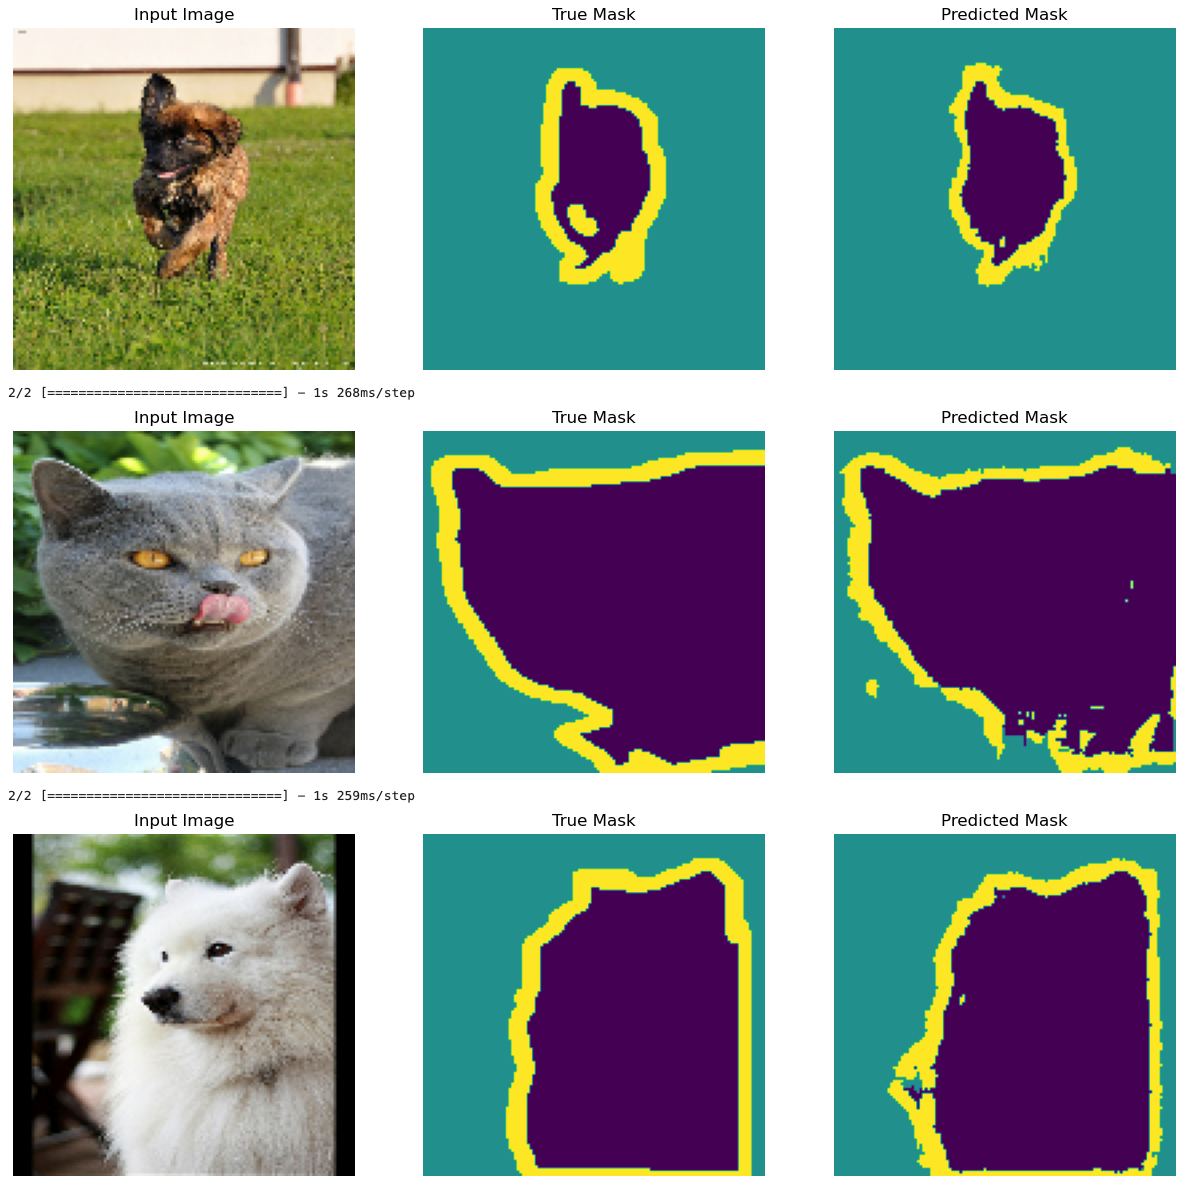 Input Image True Mask Predicted Mask
2/2 [==============================] – 1s 268ms/step
Input Image True Mask Predicted Mask
2/2 [==============================] – 1s 259ms/step
Input Image True Mask Predicted Mask